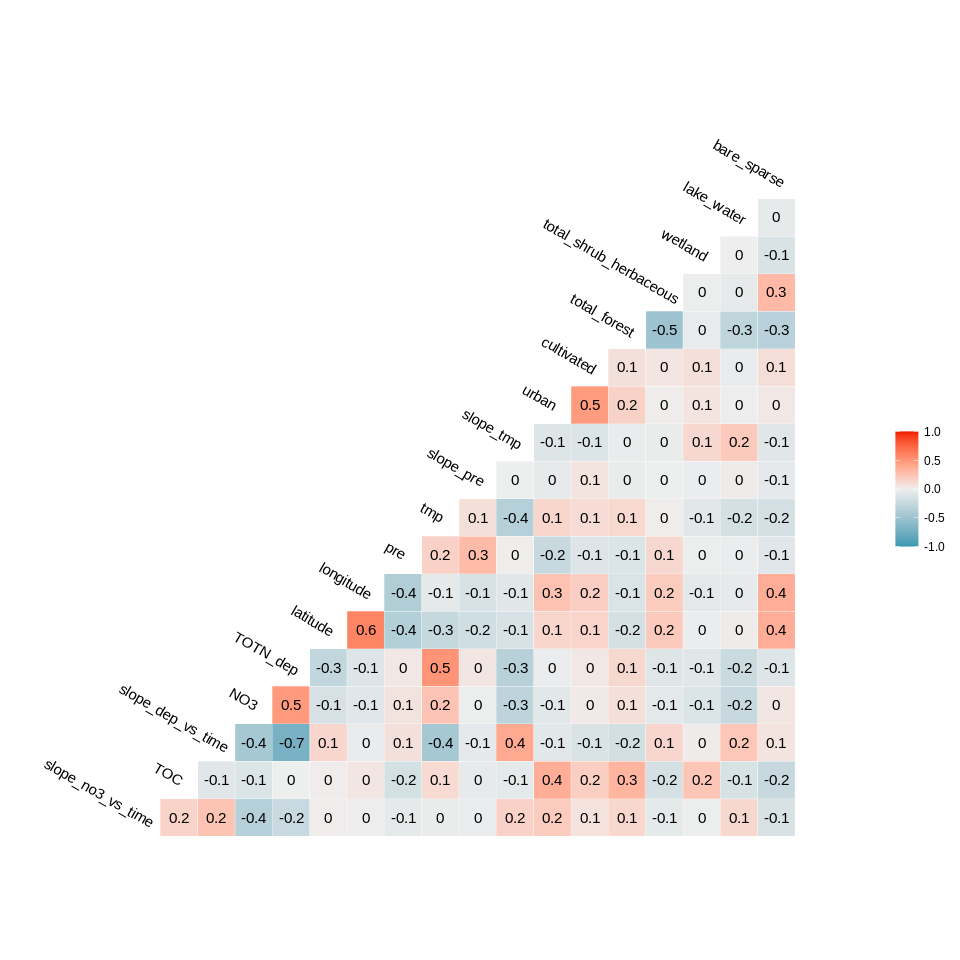 bare_sparse
lake_water 0
wetland 0 -0.1
total_shrub_herbaceous 0 0 0.3
total_forest -0.5 0 -0.3 -0.3
cultivated 0.1 0 0.1 0 0.1
urban 0.5 0.2 0 0.1 0 0
slope_tmp -0.1 -0.1 0 0 0.1 0.2 -0.1
slope_pre 0 0 0.1 0 0 0 0 -0.1
tmp 0.1 -0.4 0.1 0.1 0.1 0 -0.1 -0.2 -0.2
pre 0.2 0.3 0 -0.2 -0.1 -0.1 0.1 0 0 -0.1
longitude -0.4 -0.1 -0.1 -0.1 0.3 0.2 -0.1 0.2 -0.1 0 0.4
latitude 0.6 -0.4 -0.3 -0.2 -0.1 0.1 0.1 -0.2 0.2 0 0 0.4
TOTN_dep -0.3 -0.1 0 0.5 0 -0.3 0 0 0.1 -0.1 -0.1 -0.2 -0.1
NO3 0.5 -0.1 -0.1 0.1 0.2 0 -0.3 -0.1 0 0.1 -0.1 -0.1 -0.2 0
slope_dep_vs_time -0.4 -0.7 0.1 0 0.1 -0.4 -0.1 0.4 -0.1 -0.1 -0.2 0.1 0 0.2 0.1
TOC -0.1 -0.1 0 0 0 -0.2 0.1 0 -0.1 0.4 0.2 0.3 -0.2 0.2 -0.1 -0.2
slope_no3_vs_time 0.2 0.2 -0.4 -0.2 0 0 -0.1 0 0 0.2 0.2 0.1 0.1 -0.1 0 0.1 -0.1
1.0
0.5
0.0
-0.5
-1.0